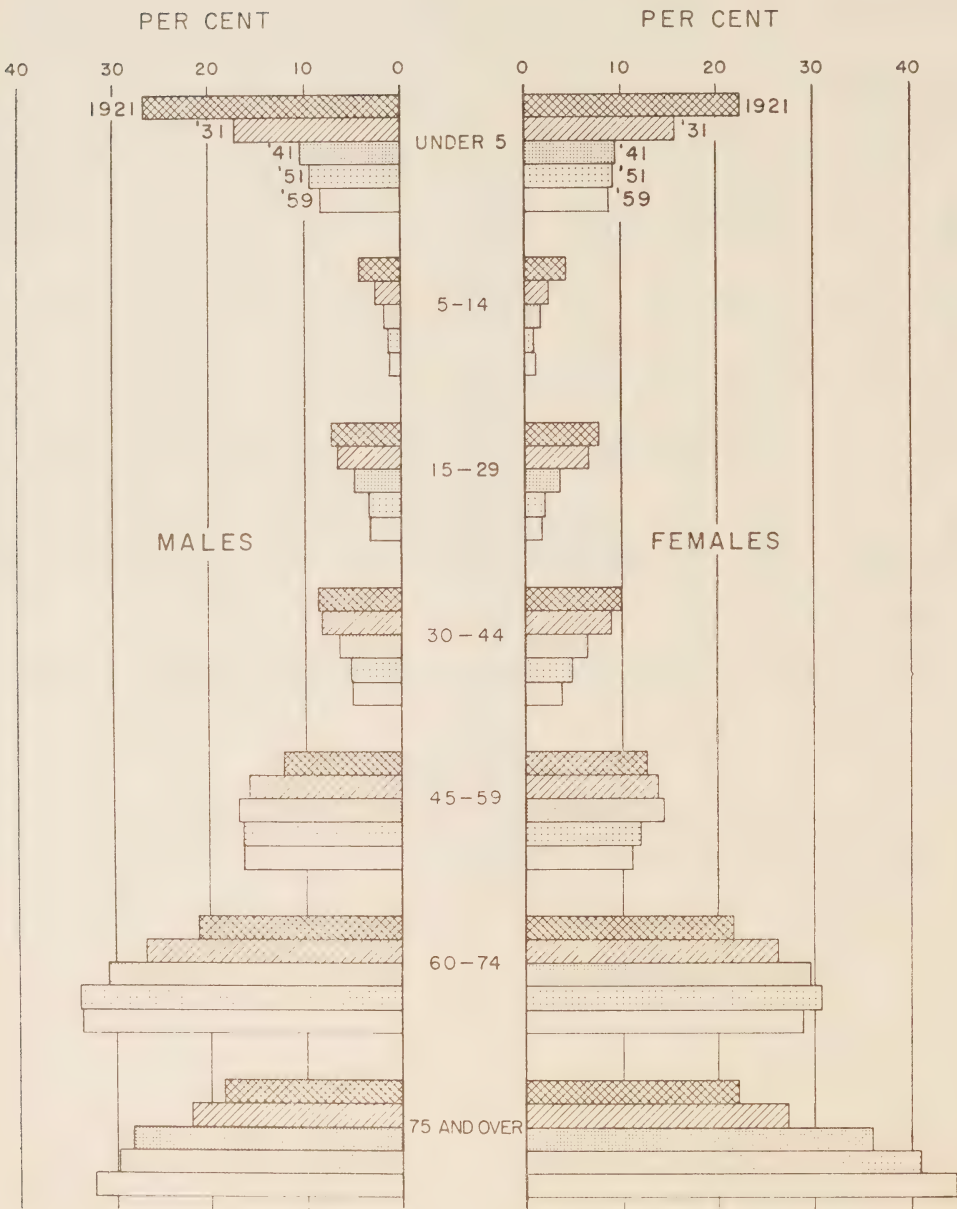 PER CENT PER CENT
40 30 20 10 0 0 10 20 30 40
1921 1921
'31 UNDER 5 '31
'41 '41
'51 '51
'59 '59
5-14
15-29
MALES FEMALES
30-44
45-59
60-74
75 AND OVER